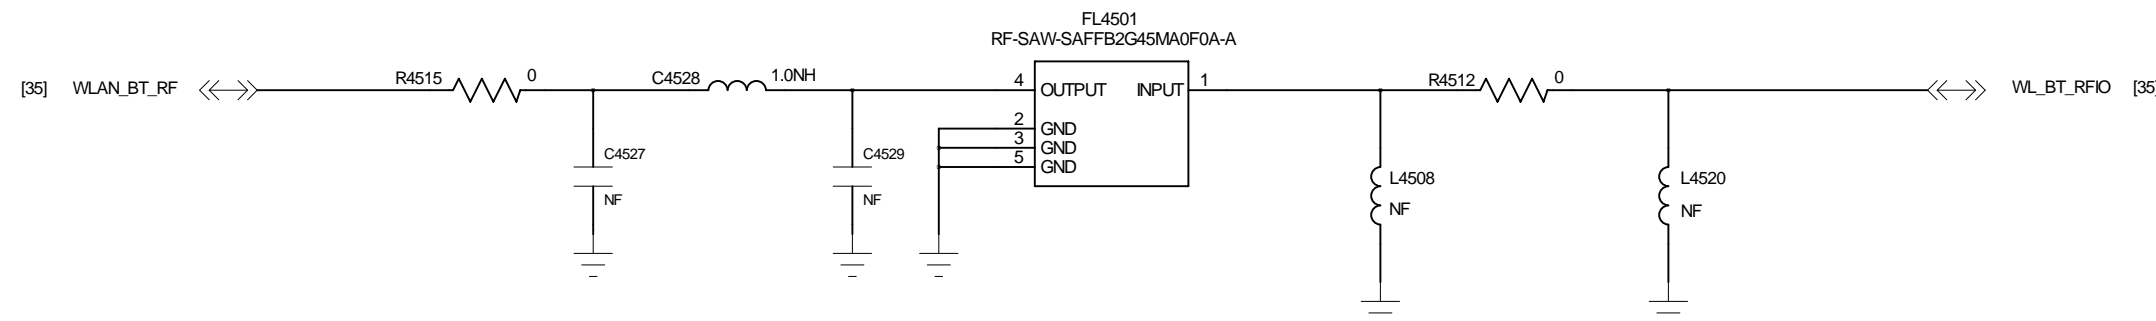 FL4501
RF-SAW-SAFFB2G45MA0F0A-A
[35] WLAN_BT_RF R4515 0 C4528 1.0NH 4 OUTPUT INPUT 1 R4512 0 WL_BT_RFIO [35]
2 GND
3 GND
5 GND
C4527
NF
C4529
NF
L4508
NF
L4520
NF